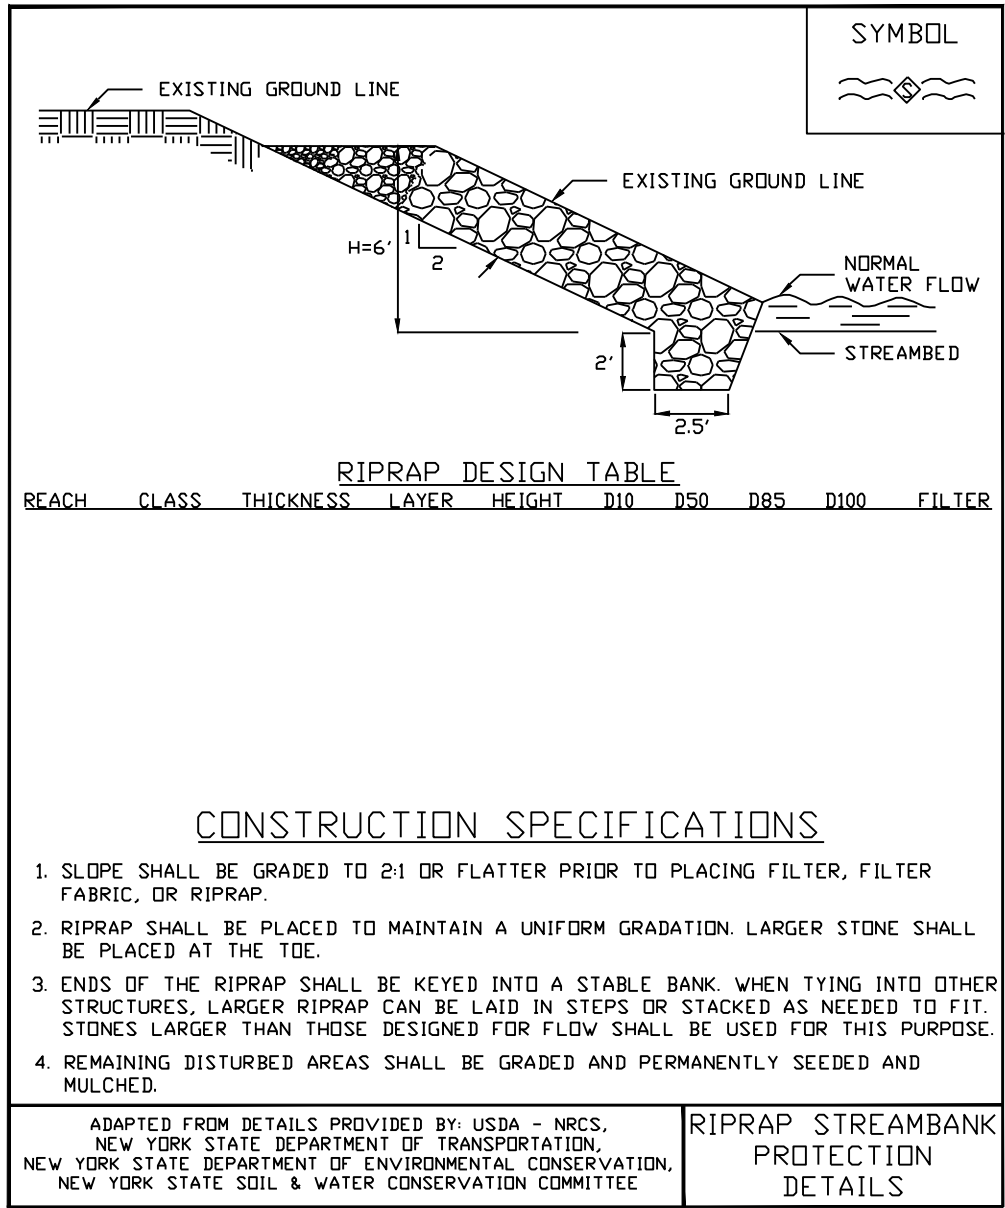 SYMBOL
S
EXISTING GROUND LINE
EXISTING GROUND LINE
H=6'
1
2
NORMAL
WATER FLOW
STREAMBED
2'
2.5'
RIPRAP DESIGN TABLE
REACH CLASS THICKNESS LAYER HEIGHT D10 D50 D85 D100 FILTER
CONSTRUCTION SPECIFICATIONS
1. SLOPE SHALL BE GRADED TO 2:1 OR FLATTER PRIOR TO PLACING FILTER, FILTER
FABRIC, OR RIPRAP.
2. RIPRAP SHALL BE PLACED TO MAINTAIN A UNIFORM GRADATION. LARGER STONE SHALL
BE PLACED AT THE TOE.
3. ENDS OF THE RIPRAP SHALL BE KEYED INTO A STABLE BANK. WHEN TYING INTO OTHER
STRUCTURES, LARGER RIPRAP CAN BE LAID IN STEPS OR STACKED AS NEEDED TO FIT.
STONES LARGER THAN THOSE DESIGNED FOR FLOW SHALL BE USED FOR THIS PURPOSE.
4. REMAINING DISTURBED AREAS SHALL BE GRADED AND PERMANENTLY SEEDED AND
MULCHED.
ADAPTED FROM DETAILS PROVIDED BY: USDA - NRCS,
NEW YORK STATE DEPARTMENT OF TRANSPORTATION,
NEW YORK STATE DEPARTMENT OF ENVIRONMENTAL CONSERVATION,
NEW YORK STATE SOIL & WATER CONSERVATION COMMITTEE
RIPRAP STREAMBANK
PROTECTION
DETAILS